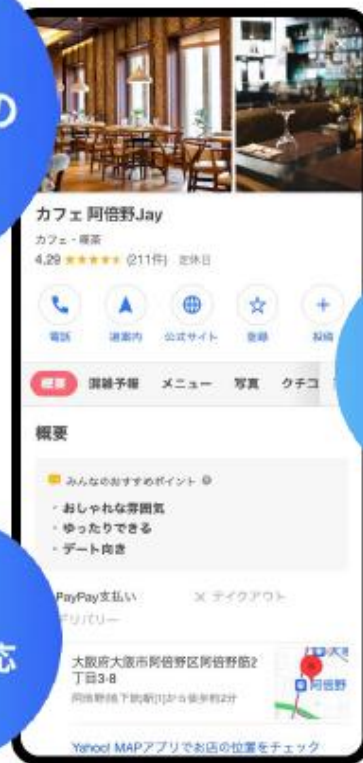 の
カフェ 阿倍野Jay
カフェ・喫茶
4.29 ★★★★★ (211件) 定休日
電話 道案内 公式サイト 登録 投稿
概要 混雑予報 メニュー 写真 クチコ
概要
みんなのおすすめポイント
・おしゃれな雰囲気
・ゆったりできる
・デート向き
PayPay支払い × テイクアウト
デリバリー
応
大阪府大阪市阿倍野区阿倍野筋2
丁目3-8
阿倍野
Yahoo! MAPアプリでお店の位置をチェック